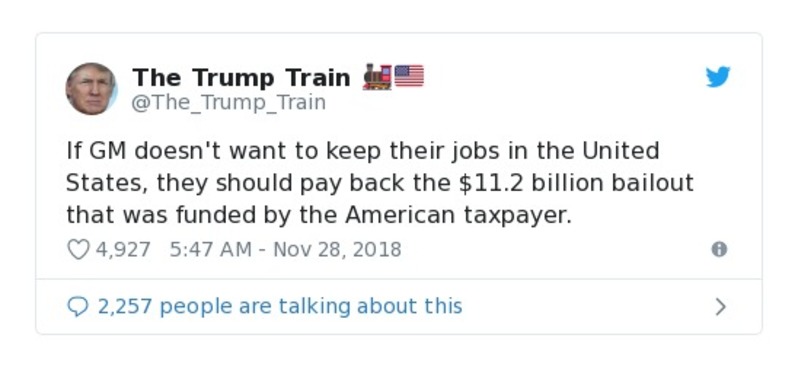 The Trump Train 🚂🇺🇸
@The_Trump_Train
If GM doesn't want to keep their jobs in the United
States, they should pay back the $11.2 billion bailout
that was funded by the American taxpayer.
4,927 5:47 AM - Nov 28, 2018
2,257 people are talking about this